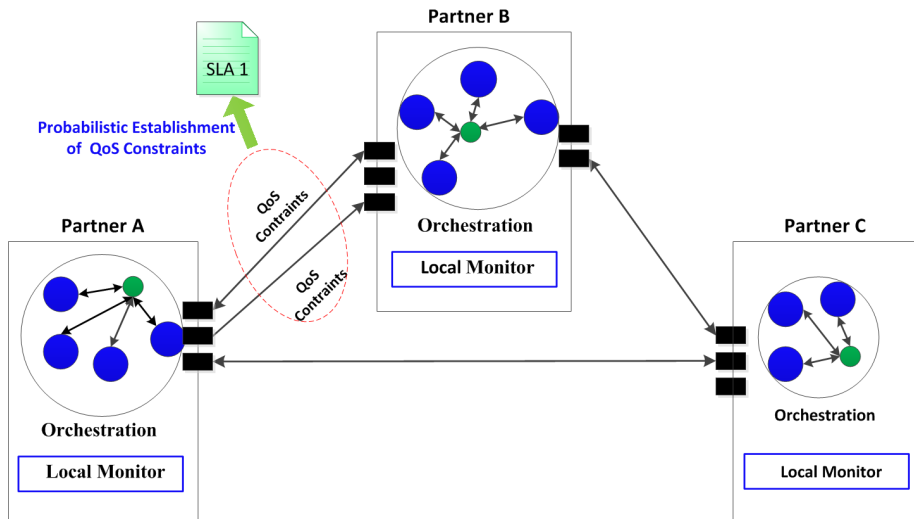 Partner B
SLA 1
Probabilistic Establishment
of QoS Constraints
QoS
Contraints
QoS
Contraints
Orchestration
Local Monitor
Partner A
Orchestration
Local Monitor
Partner C
Orchestration
Local Monitor